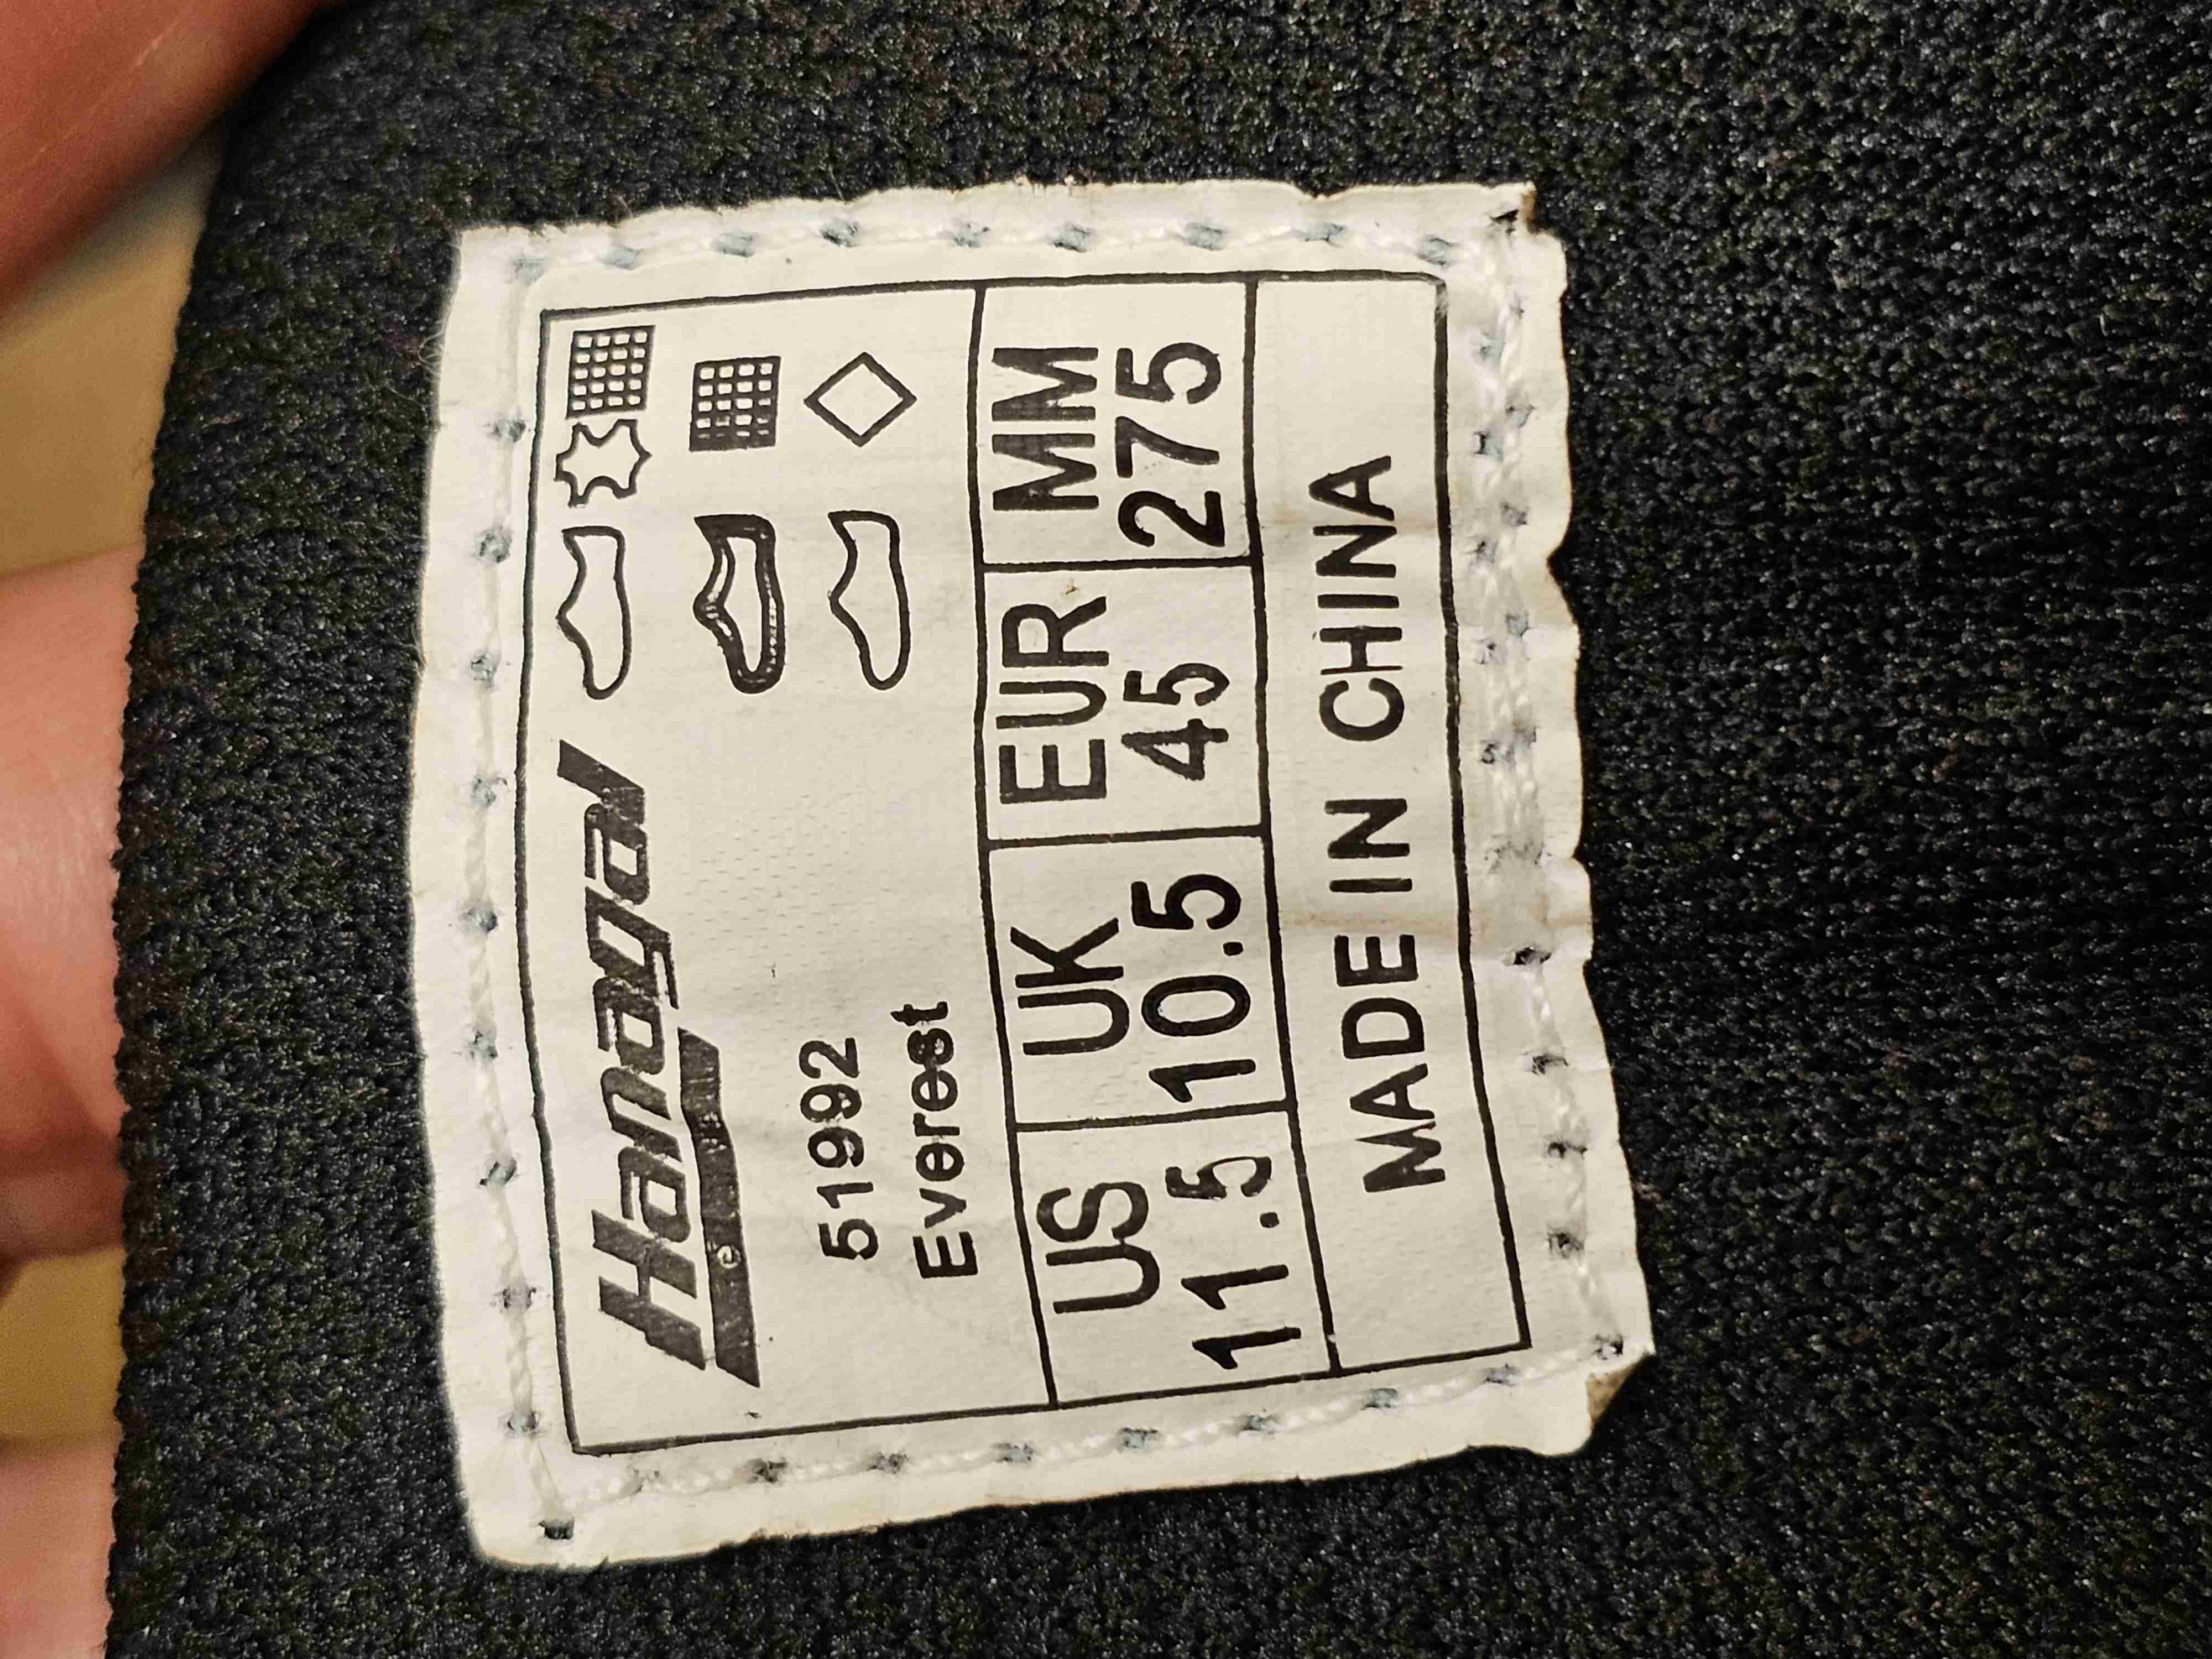 Hanagal
51992
Everest
US UK EUR MM
11.5 10.5 45 275
MADE IN CHINA